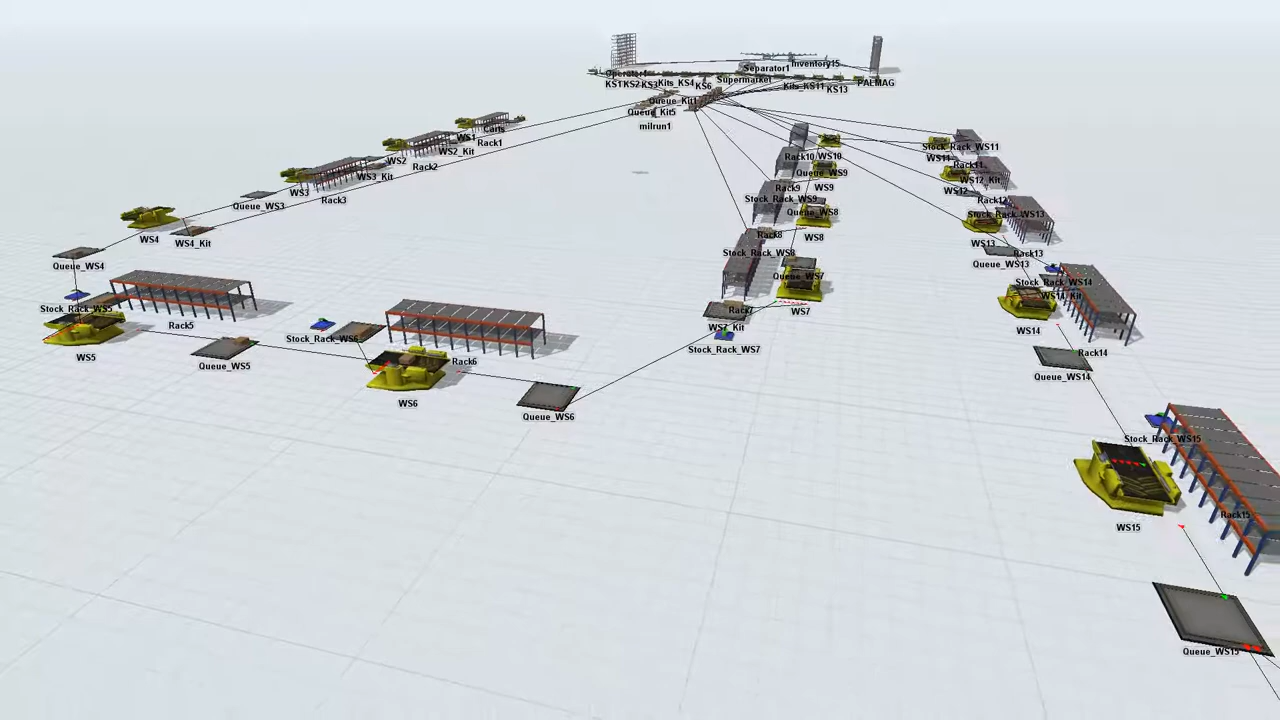 Operator1
Separator1
Inventory15
KS1
KS2
KS3
Kits_KS4
KS6
Supermarket
Kits_KS11
KS13
PALMAG
Queue_Kit1
Queue_Kit5
milrun1
Carts
WS1
Rack1
WS2_Kit
WS2
Rack2
WS3_Kit
WS3
Rack3
Queue_WS3
WS4
WS4_Kit
Queue_WS4
Stock_Rack_WS5
Rack5
WS5
Queue_WS5
Stock_Rack_WS6
Rack6
WS6
Queue_WS6
Rack10
WS10
Queue_WS9
Rack9
WS9
Stock_Rack_WS9
Queue_WS8
Rack8
WS8
Stock_Rack_WS8
Queue_WS7
Rack7
WS7
WS7_Kit
Stock_Rack_WS7
Stock_Rack_WS11
WS11
Rack11
WS12_Kit
WS12
Rack12
Stock_Rack_WS13
WS13
Rack13
Queue_WS13
Stock_Rack_WS14
WS14_Kit
WS14
Rack14
Queue_WS14
Stock_Rack_WS15
Rack15
WS15
Queue_WS15